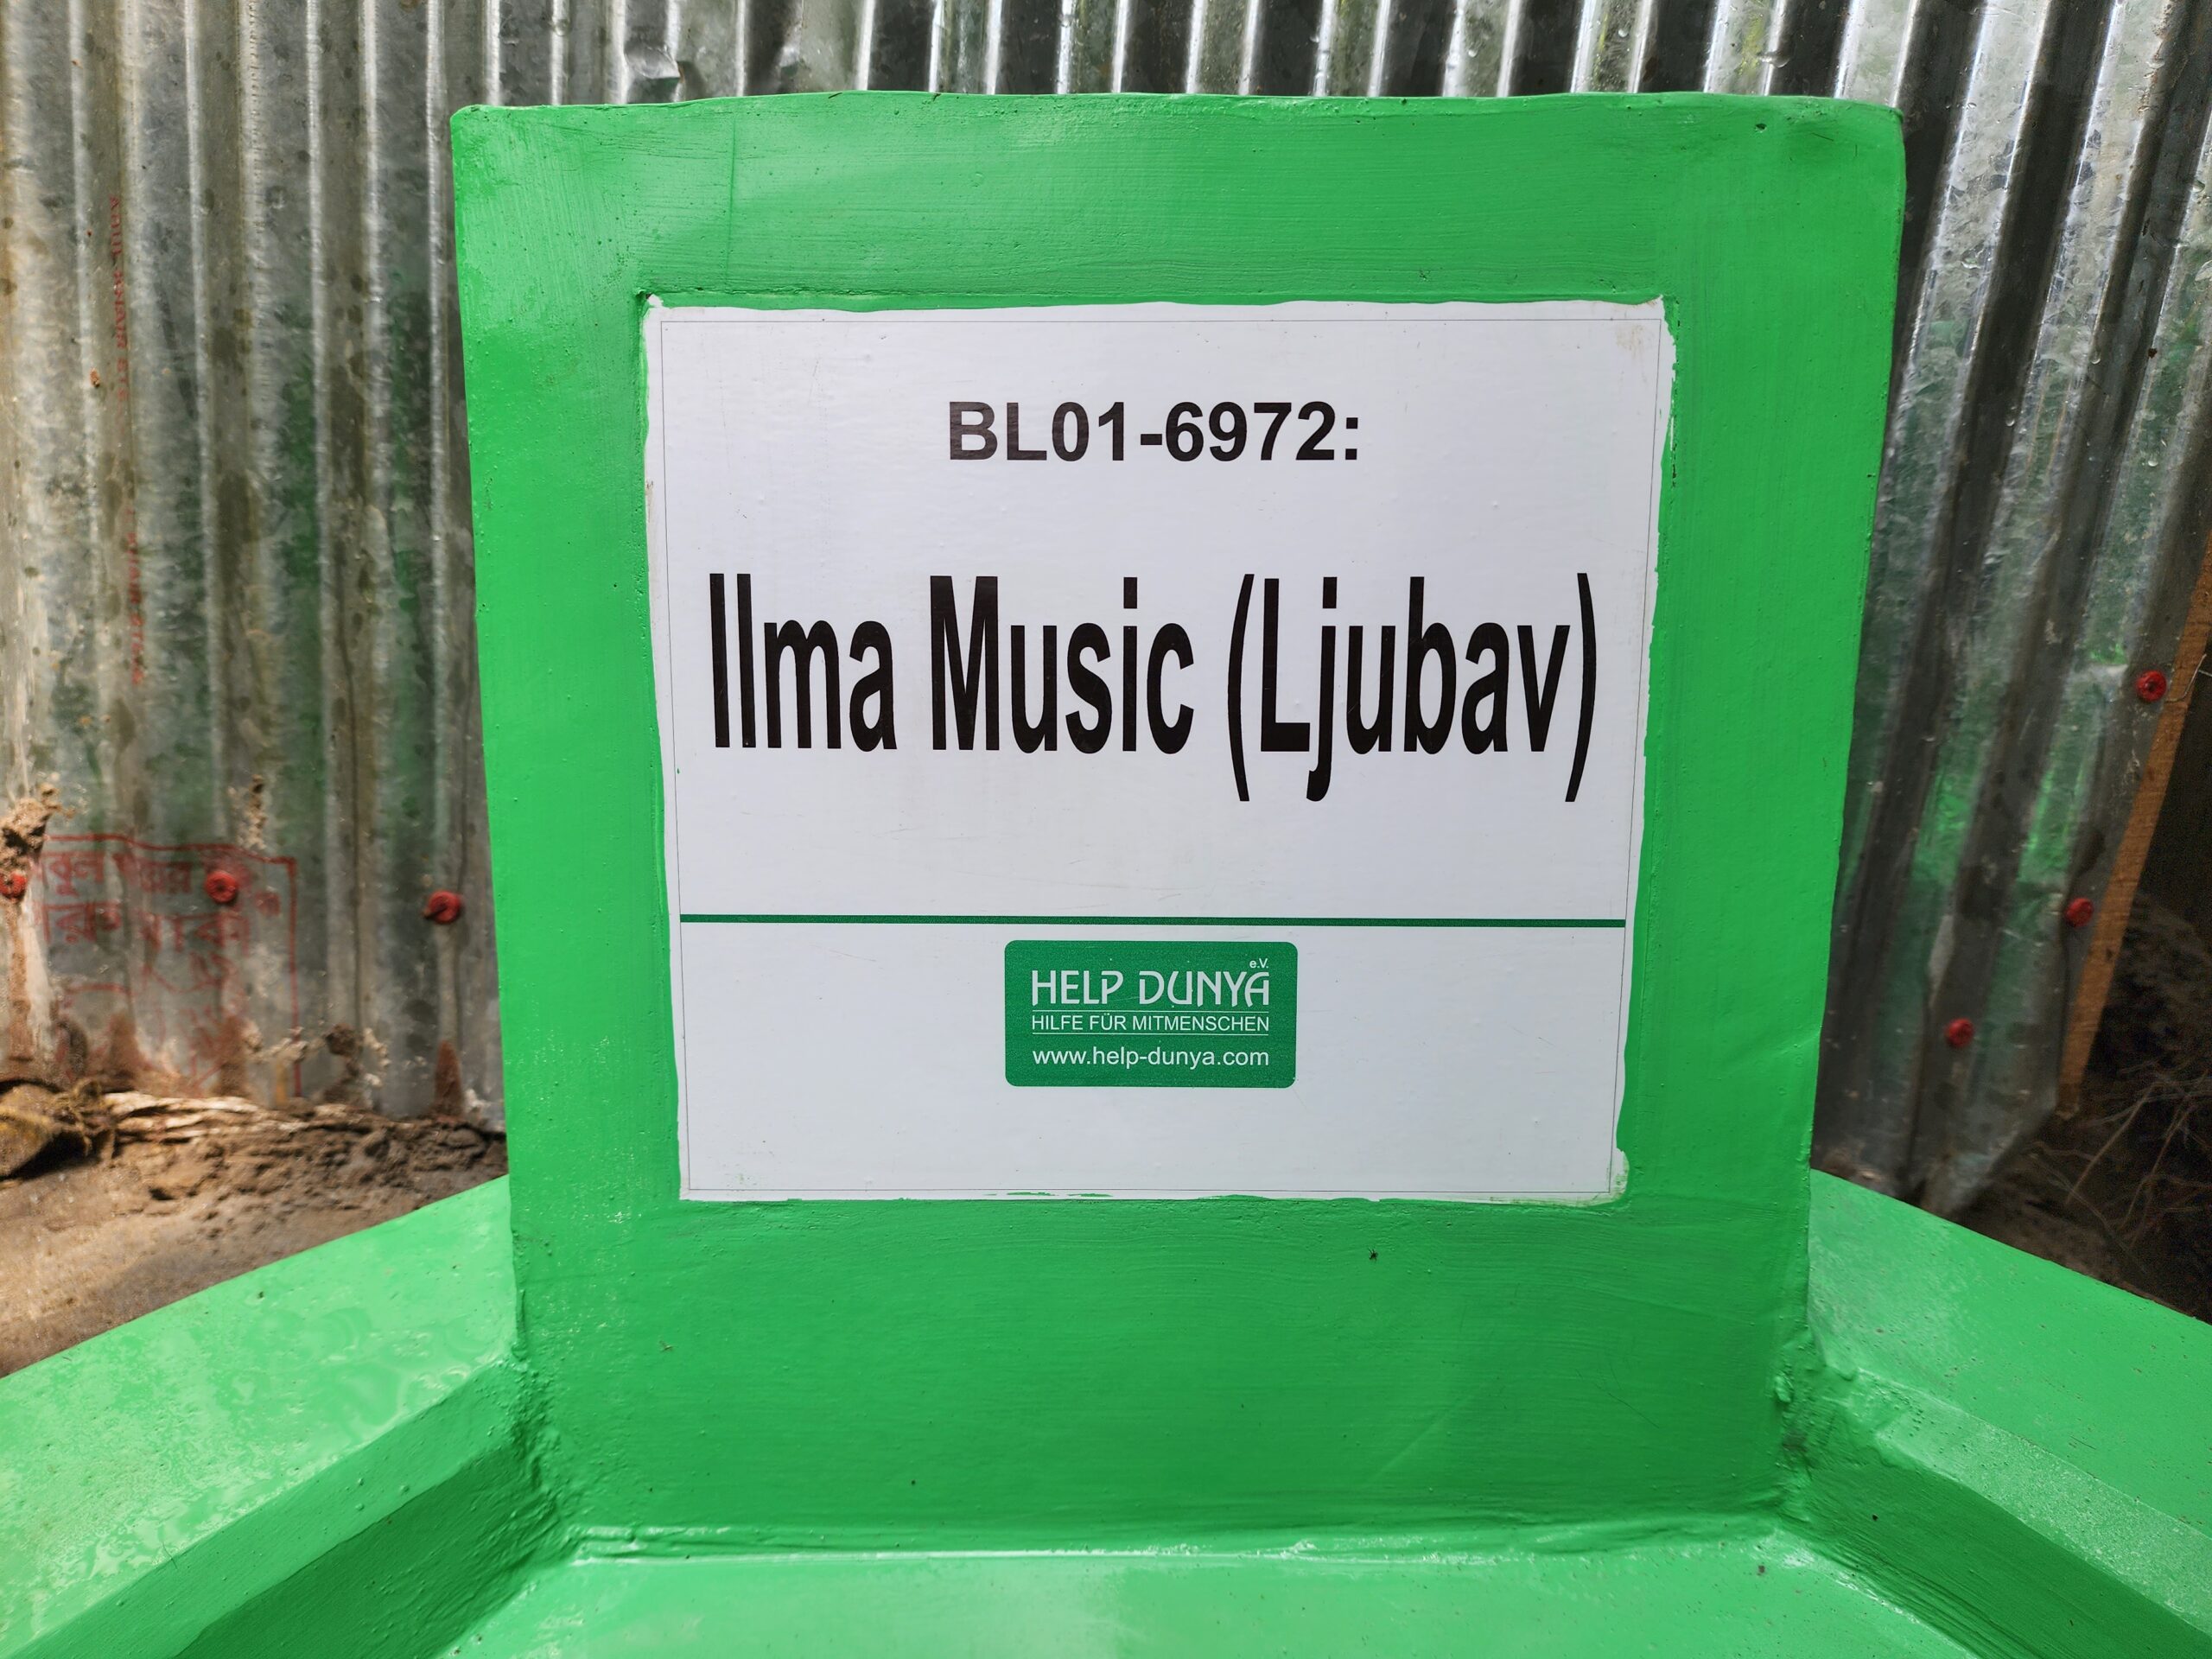 BL01-6972:
Ilma Music (Ljubav)
HELP DUNYA e.V.
HILFE FÜR MITMENSCHEN
www.help-dunya.com